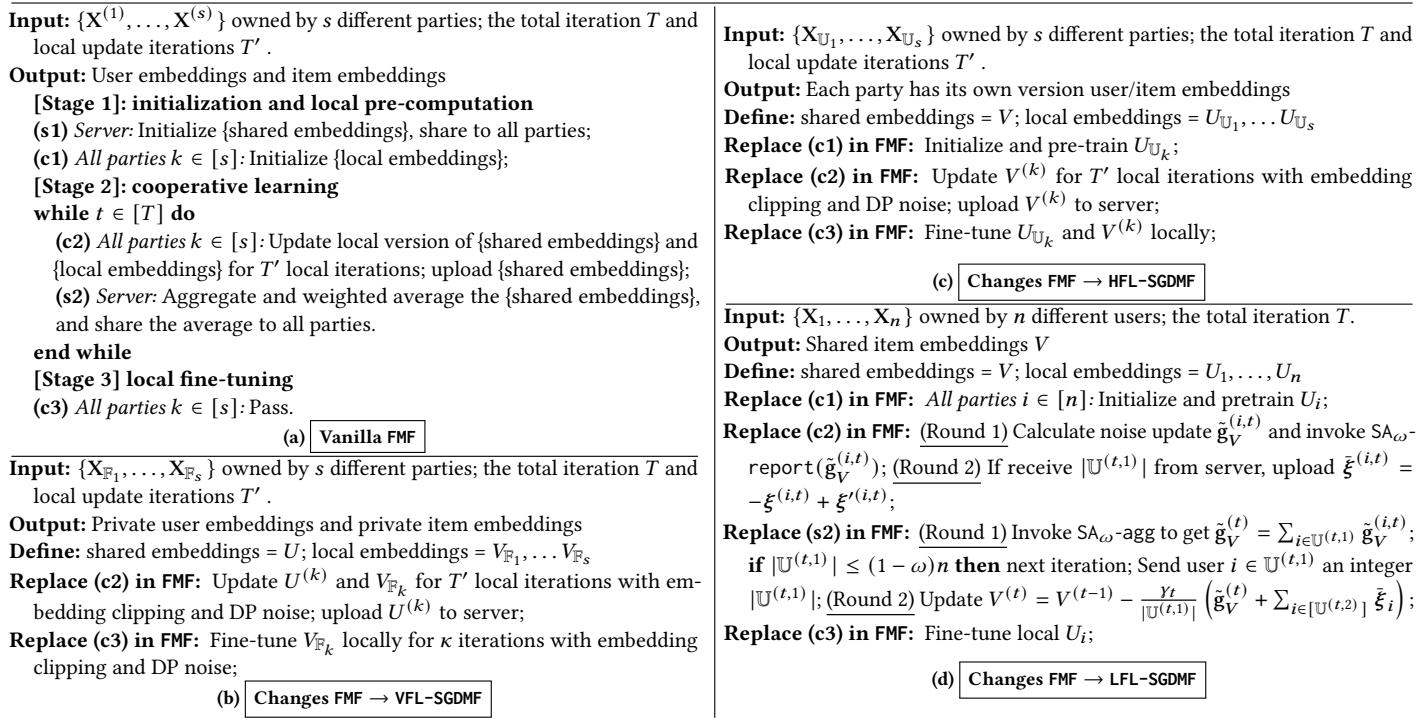 Input: {X^(1), . . . , X^(s)} owned by s different parties; the total iteration T and
local update iterations T′ .
Output: User embeddings and item embeddings
[Stage 1]: initialization and local pre-computation
(s1) Server: Initialize {shared embeddings}, share to all parties;
(c1) All parties k ∈ [s]: Initialize {local embeddings};
[Stage 2]: cooperative learning
while t ∈ [T] do
(c2) All parties k ∈ [s]: Update local version of {shared embeddings} and
{local embeddings} for T′ local iterations; upload {shared embeddings};
(s2) Server: Aggregate and weighted average the {shared embeddings},
and share the average to all parties.
end while
[Stage 3] local fine-tuning
(c3) All parties k ∈ [s]: Pass.
(a) Vanilla FMF
Input: {X_𝔽_1, . . . , X_𝔽_s} owned by s different parties; the total iteration T and
local update iterations T′ .
Output: Private user embeddings and private item embeddings
Define: shared embeddings = U; local embeddings = V_𝔽_1, . . . V_𝔽_s
Replace (c2) in FMF: Update U^(k) and V_𝔽_k for T′ local iterations with em-
bedding clipping and DP noise; upload U^(k) to server;
Replace (c3) in FMF: Fine-tune V_𝔽_k locally for κ iterations with embedding
clipping and DP noise;
(b) Changes FMF → VFL-SGDMF
Input: {X_𝕌_1, . . . , X_𝕌_s} owned by s different parties; the total iteration T and
local update iterations T′ .
Output: Each party has its own version user/item embeddings
Define: shared embeddings = V; local embeddings = U_𝕌_1, . . . U_𝕌_s
Replace (c1) in FMF: Initialize and pre-train U_𝕌_k;
Replace (c2) in FMF: Update V^(k) for T′ local iterations with embedding
clipping and DP noise; upload V^(k) to server;
Replace (c3) in FMF: Fine-tune U_𝕌_k and V^(k) locally;
(c) Changes FMF → HFL-SGDMF
Input: {X_1, . . . , X_n} owned by n different users; the total iteration T.
Output: Shared item embeddings V
Define: shared embeddings = V; local embeddings = U_1, . . . , U_n
Replace (c1) in FMF: All parties i ∈ [n]: Initialize and pretrain U_i;
Replace (c2) in FMF: (Round 1) Calculate noise update g̃_V^(i,t) and invoke SA_ω-
report(g̃_V^(i,t)); (Round 2) If receive |𝕌^(t,1)| from server, upload ξ̄^(i,t) =
−ξ^(i,t) + ξ′^(i,t);
Replace (s2) in FMF: (Round 1) Invoke SA_ω-agg to get g̃_V^(t) = ∑_{i∈𝕌^(t,1)} g̃_V^(i,t);
if |𝕌^(t,1)| ≤ (1 − ω)n then next iteration; Send user i ∈ 𝕌^(t,1) an integer
|𝕌^(t,1)|; (Round 2) Update V^(t) = V^(t−1) − γ_t/|𝕌^(t,1)| (g̃_V^(t) + ∑_{i∈[𝕌^(t,2)]} ξ̄_i);
Replace (c3) in FMF: Fine-tune local U_i;
(d) Changes FMF → LFL-SGDMF